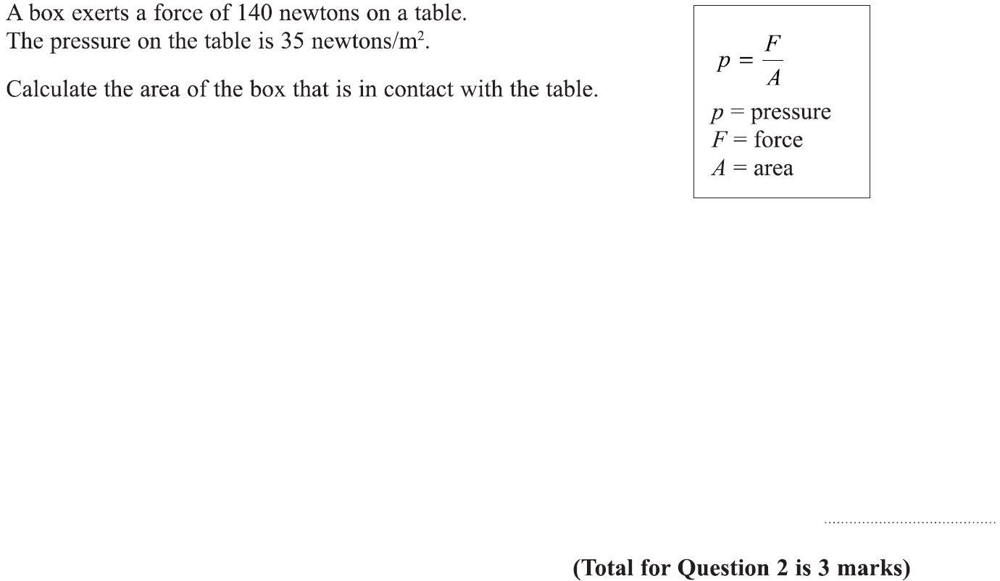 A box exerts a force of 140 newtons on a table.
The pressure on the table is 35 newtons/m².
Calculate the area of the box that is in contact with the table.
p = F/A
p = pressure
F = force
A = area
(Total for Question 2 is 3 marks)